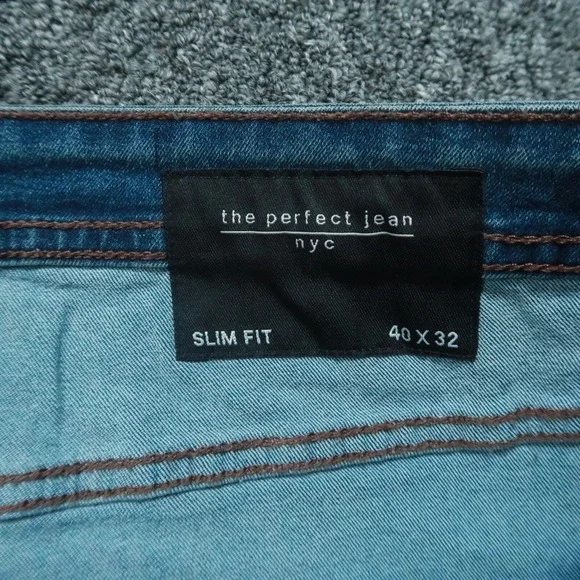 the perfect jean
nyc
SLIM FIT 40 X 32